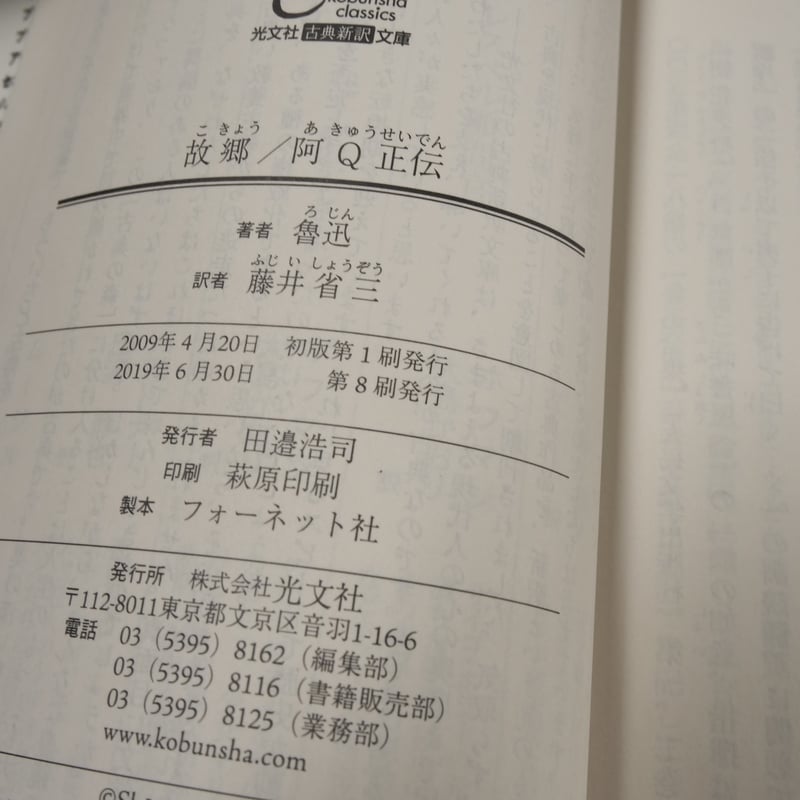 kobunsha
classics
光文社 古典新訳 文庫
こ きょう あ きゅうせいでん
故郷/阿Q正伝
ろ じん
著者 魯迅
ふじ い しょうぞう
訳者 藤井省三
2009年4月20日 初版第1刷発行
2019年6月30日 第8刷発行
発行者 田邉浩司
印刷 萩原印刷
製本 フォーネット社
発行所 株式会社光文社
〒112-8011東京都文京区音羽1-16-6
電話 03(5395)8162(編集部)
03(5395)8116(書籍販売部)
03(5395)8125(業務部)
www.kobunsha.com